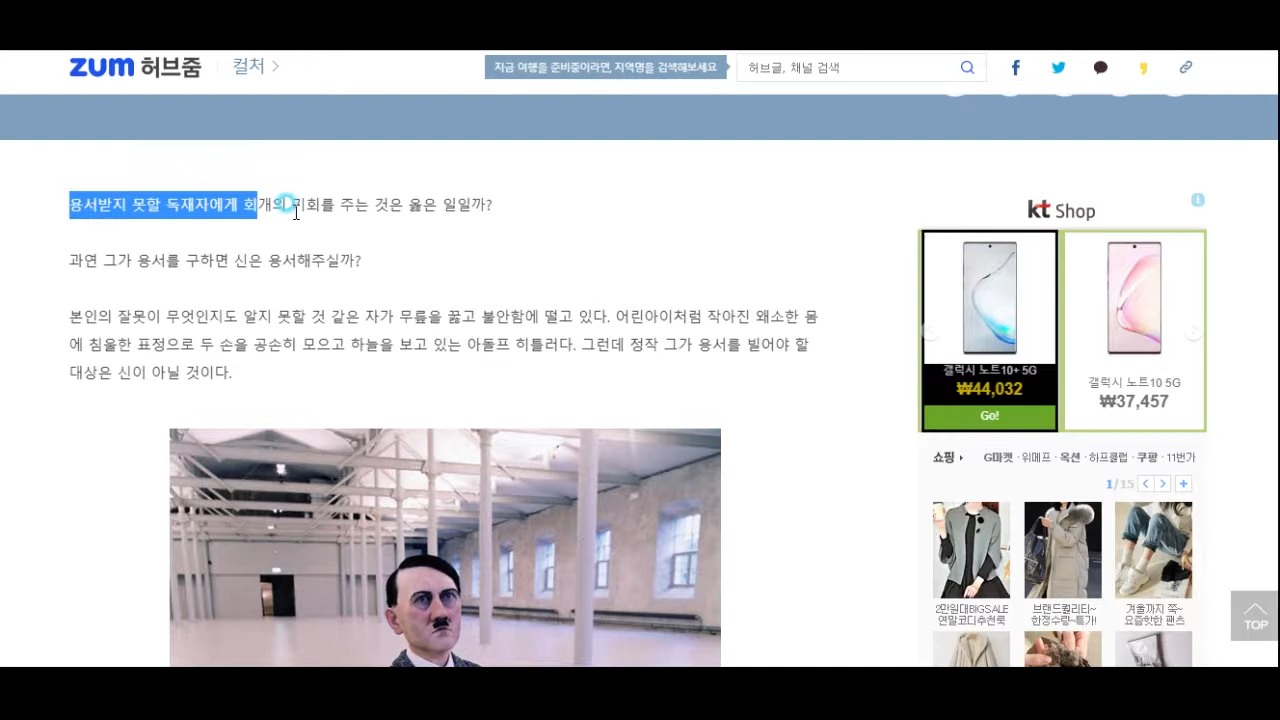 zum 허브줌 컬처
지금 여행을 준비중이라면, 지역명을 검색해보세요
허브글, 채널 검색
용서받지 못할 독재자에게 회개의 기회를 주는 것은 옳은 일일까?
과연 그가 용서를 구하면 신은 용서해주실까?
본인의 잘못이 무엇인지도 알지 못할 것 같은 자가 무릎을 꿇고 불안함에 떨고 있다. 어린아이처럼 작아진 왜소한 몸
에 침울한 표정으로 두 손을 공손히 모으고 하늘을 보고 있는 아돌프 히틀러다. 그런데 정작 그가 용서를 빌어야 할
대상은 신이 아닐 것이다.
kt Shop
갤럭시 노트10+ 5G
₩44,032
Go!
갤럭시 노트10 5G
₩37,457
쇼핑 G마켓 · 위메프 · 옥션 · 하프클럽 · 쿠팡 · 11번가
1/15
2만원대BIGSALE
연말코디추천룩
브랜드퀄리티~
한정수량~특가!
겨울까지 쭉~
요즘핫한 팬츠
TOP